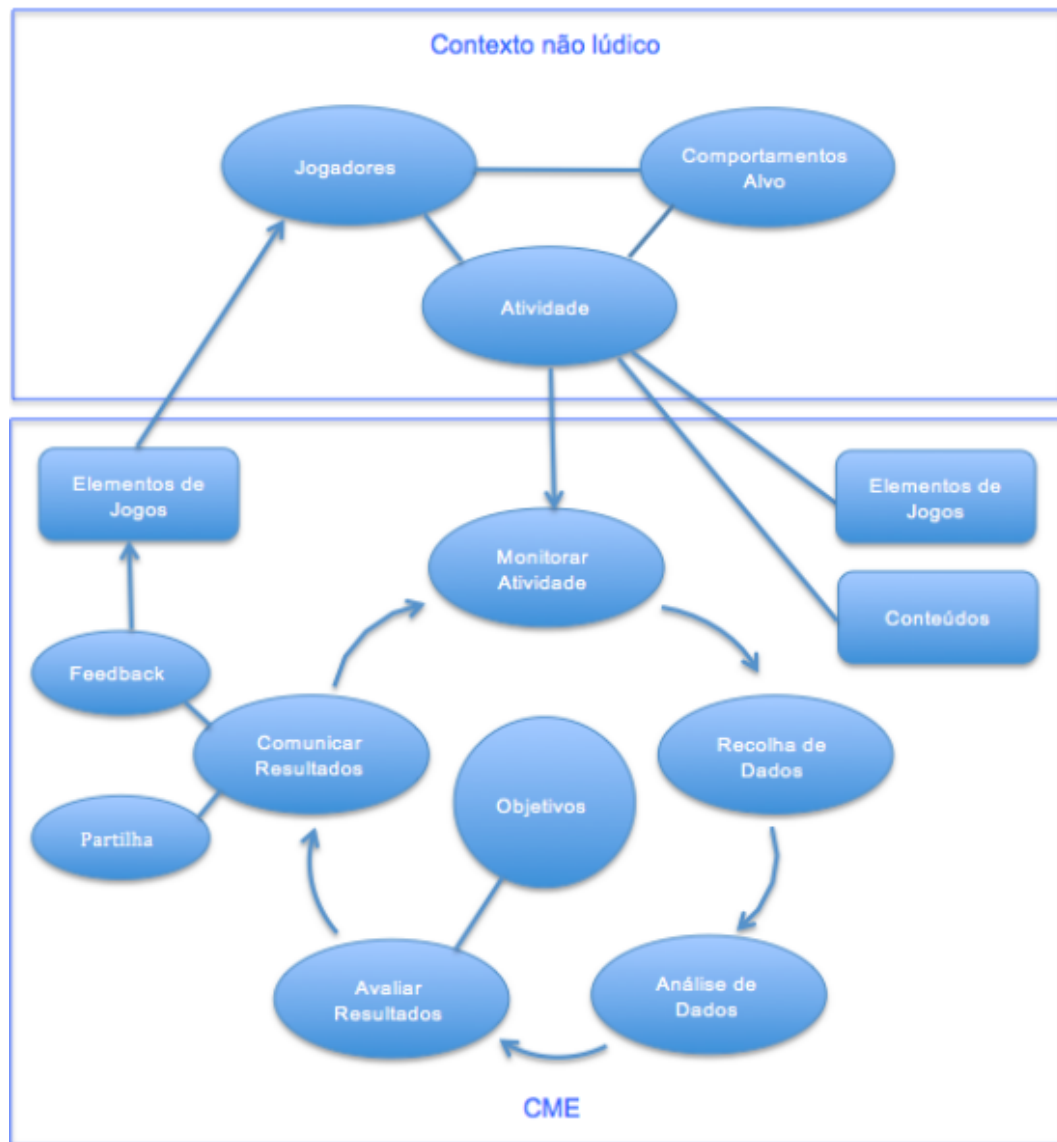 Contexto não lúdico
Jogadores
Comportamentos
Alvo
Atividade
Elementos de
Jogos
Elementos de
Jogos
Monitorar
Atividade
Conteúdos
Feedback
Comunicar
Resultados
Recolha de
Dados
Objetivos
Partilha
Avaliar
Resultados
Análise de
Dados
CME